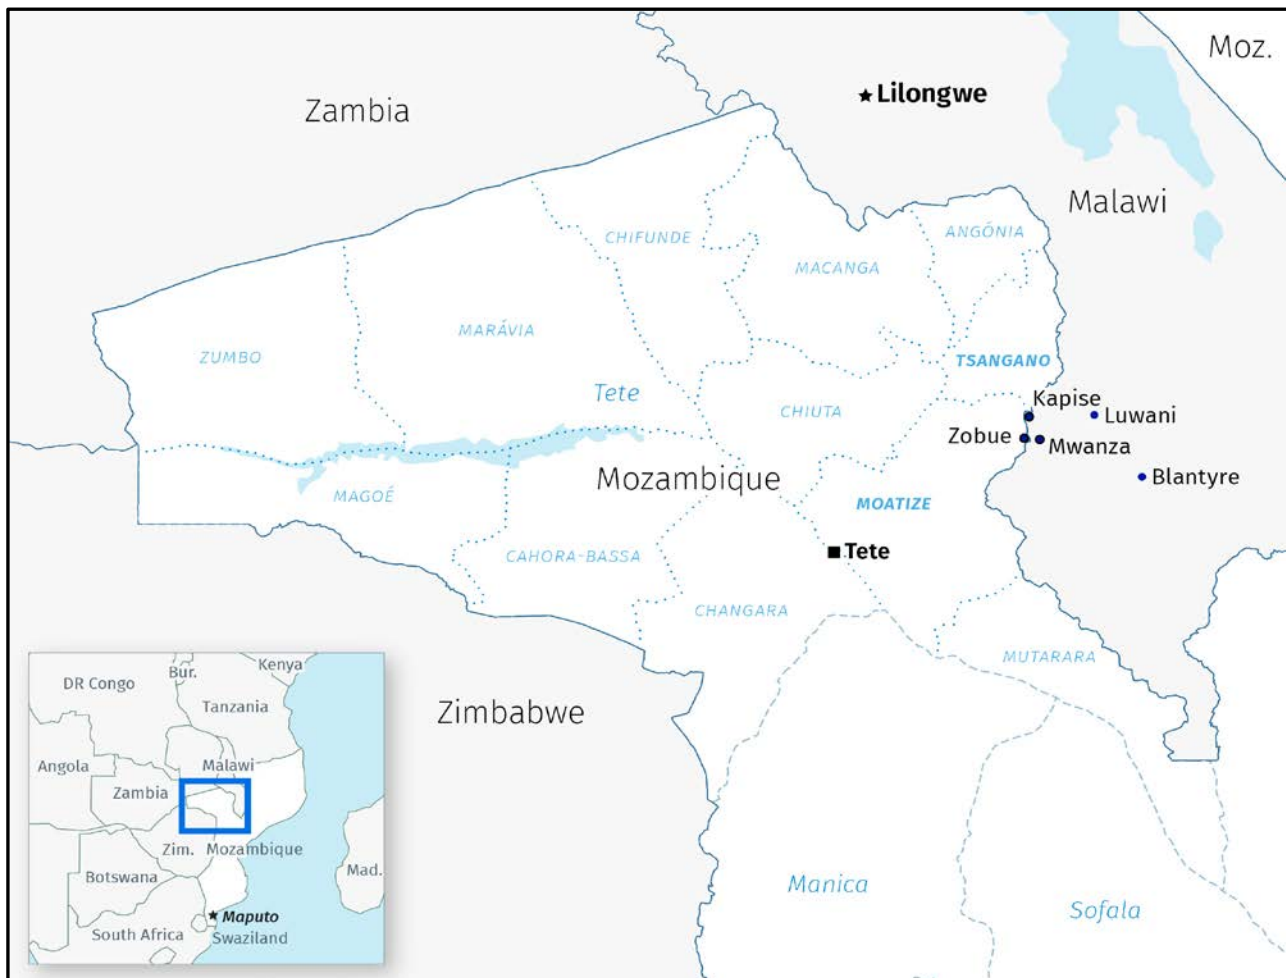 Moz.
Lilongwe
Zambia
Malawi
CHIFUNDE
ANGÓNIA
MACANGA
MARÁVIA
ZUMBO
TSANGANO
Tete
Kapise
CHIUTA
Luwani
Zobue
Mwanza
Mozambique
Blantyre
MAGOÉ
MOATIZE
Tete
CAHORA-BASSA
CHANGARA
MUTARARA
Zimbabwe
Manica
Sofala
Kenya
Bur.
DR Congo
Tanzania
Angola
Malawi
Zambia
Zim.
Mozambique
Mad.
Botswana
Maputo
South Africa
Swaziland